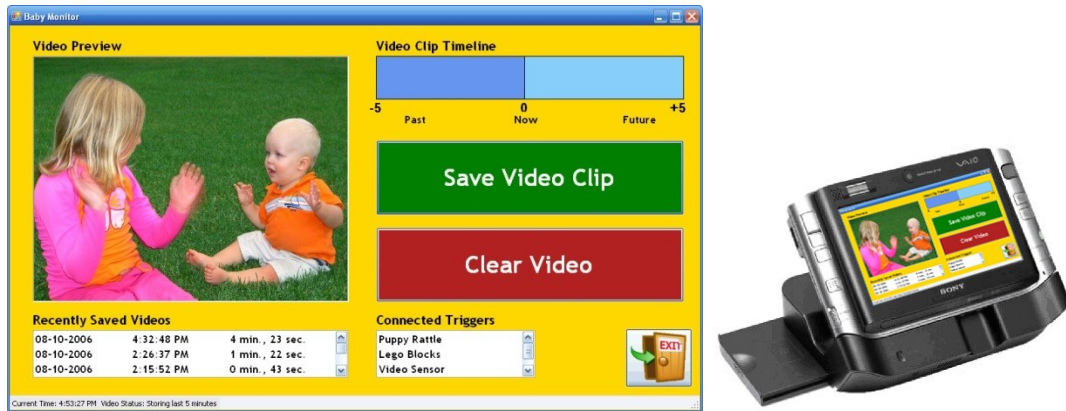 Baby Monitor
Video Preview
Video Clip Timeline
-5 0 +5
Past Now Future
Save Video Clip
Clear Video
Recently Saved Videos
08-10-2006 4:32:48 PM 4 min., 23 sec.
08-10-2006 2:26:37 PM 1 min., 22 sec.
08-10-2006 2:15:52 PM 0 min., 43 sec.
Connected Triggers
Puppy Rattle
Lego Blocks
Video Sensor
EXIT
Current Time: 4:53:27 PM Video Status: Storing last 5 minutes
VAIO
Video Clip Timeline
Save Video Clip
Clear Video
SONY